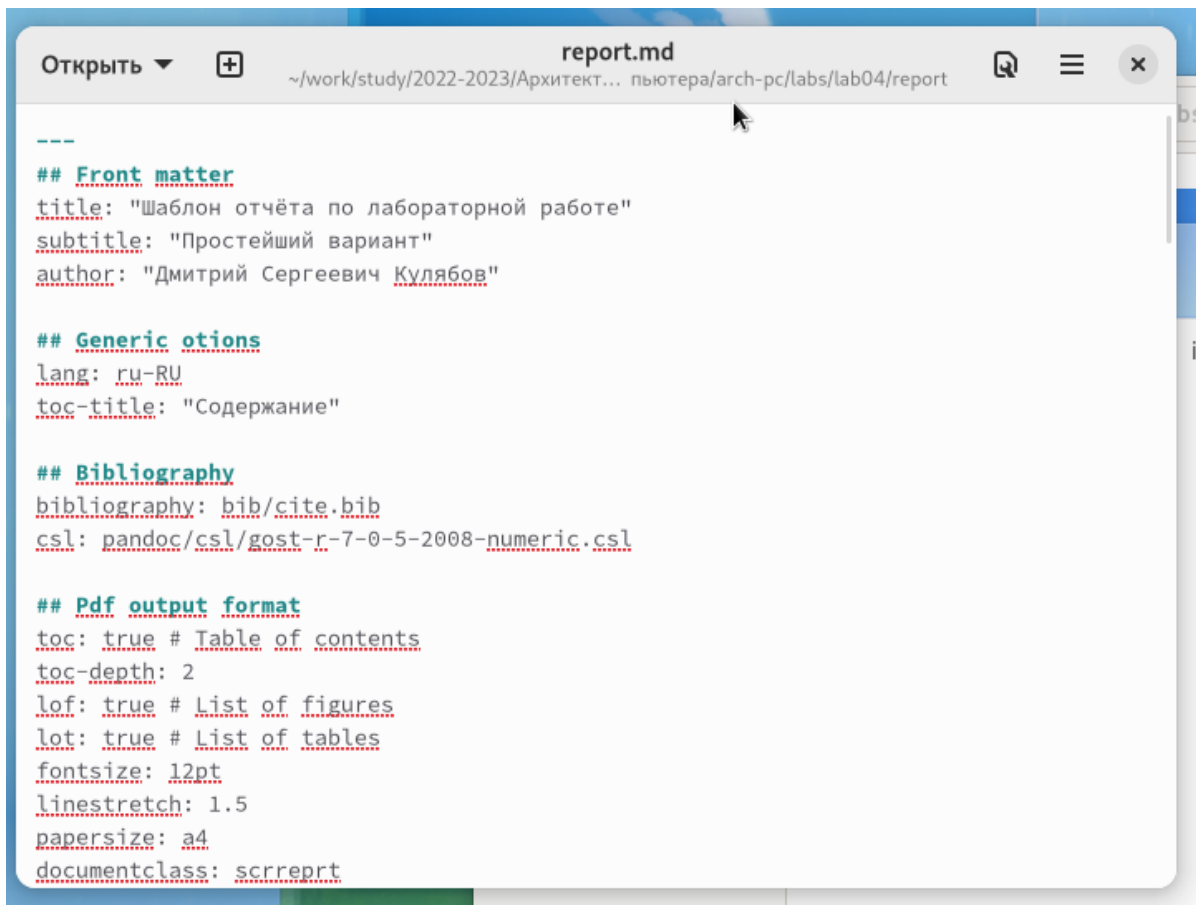 Открыть
report.md
~/work/study/2022-2023/Архитект… пьютера/arch-pc/labs/lab04/report
---
## Front matter
title: "Шаблон отчёта по лабораторной работе"
subtitle: "Простейший вариант"
author: "Дмитрий Сергеевич Кулябов"
## Generic otions
lang: ru-RU
toc-title: "Содержание"
## Bibliography
bibliography: bib/cite.bib
csl: pandoc/csl/gost-r-7-0-5-2008-numeric.csl
## Pdf output format
toc: true # Table of contents
toc-depth: 2
lof: true # List of figures
lot: true # List of tables
fontsize: 12pt
linestretch: 1.5
papersize: a4
documentclass: scrreprt